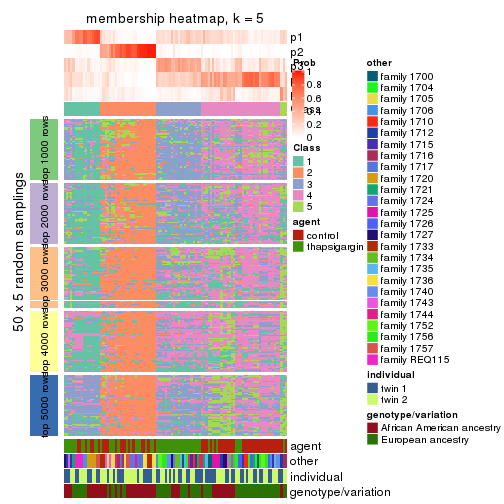 membership heatmap, k = 5
p1
p2
p3
Prob
1
0.8
0.6
0.4
0.2
0
Class
1
2
3
4
5
agent
control
thapsigargin
other
family 1700
family 1704
family 1705
family 1706
family 1710
family 1712
family 1715
family 1716
family 1717
family 1720
family 1721
family 1724
family 1725
family 1726
family 1727
family 1733
family 1734
family 1735
family 1736
family 1740
family 1743
family 1744
family 1752
family 1756
family 1757
family REQ115
individual
twin 1
twin 2
genotype/variation
African American ancestry
European ancestry
50 x 5 random samplings
top 1000 rows
top 2000 rows
top 3000 rows
top 4000 rows
top 5000 rows
agent
other
individual
genotype/variation